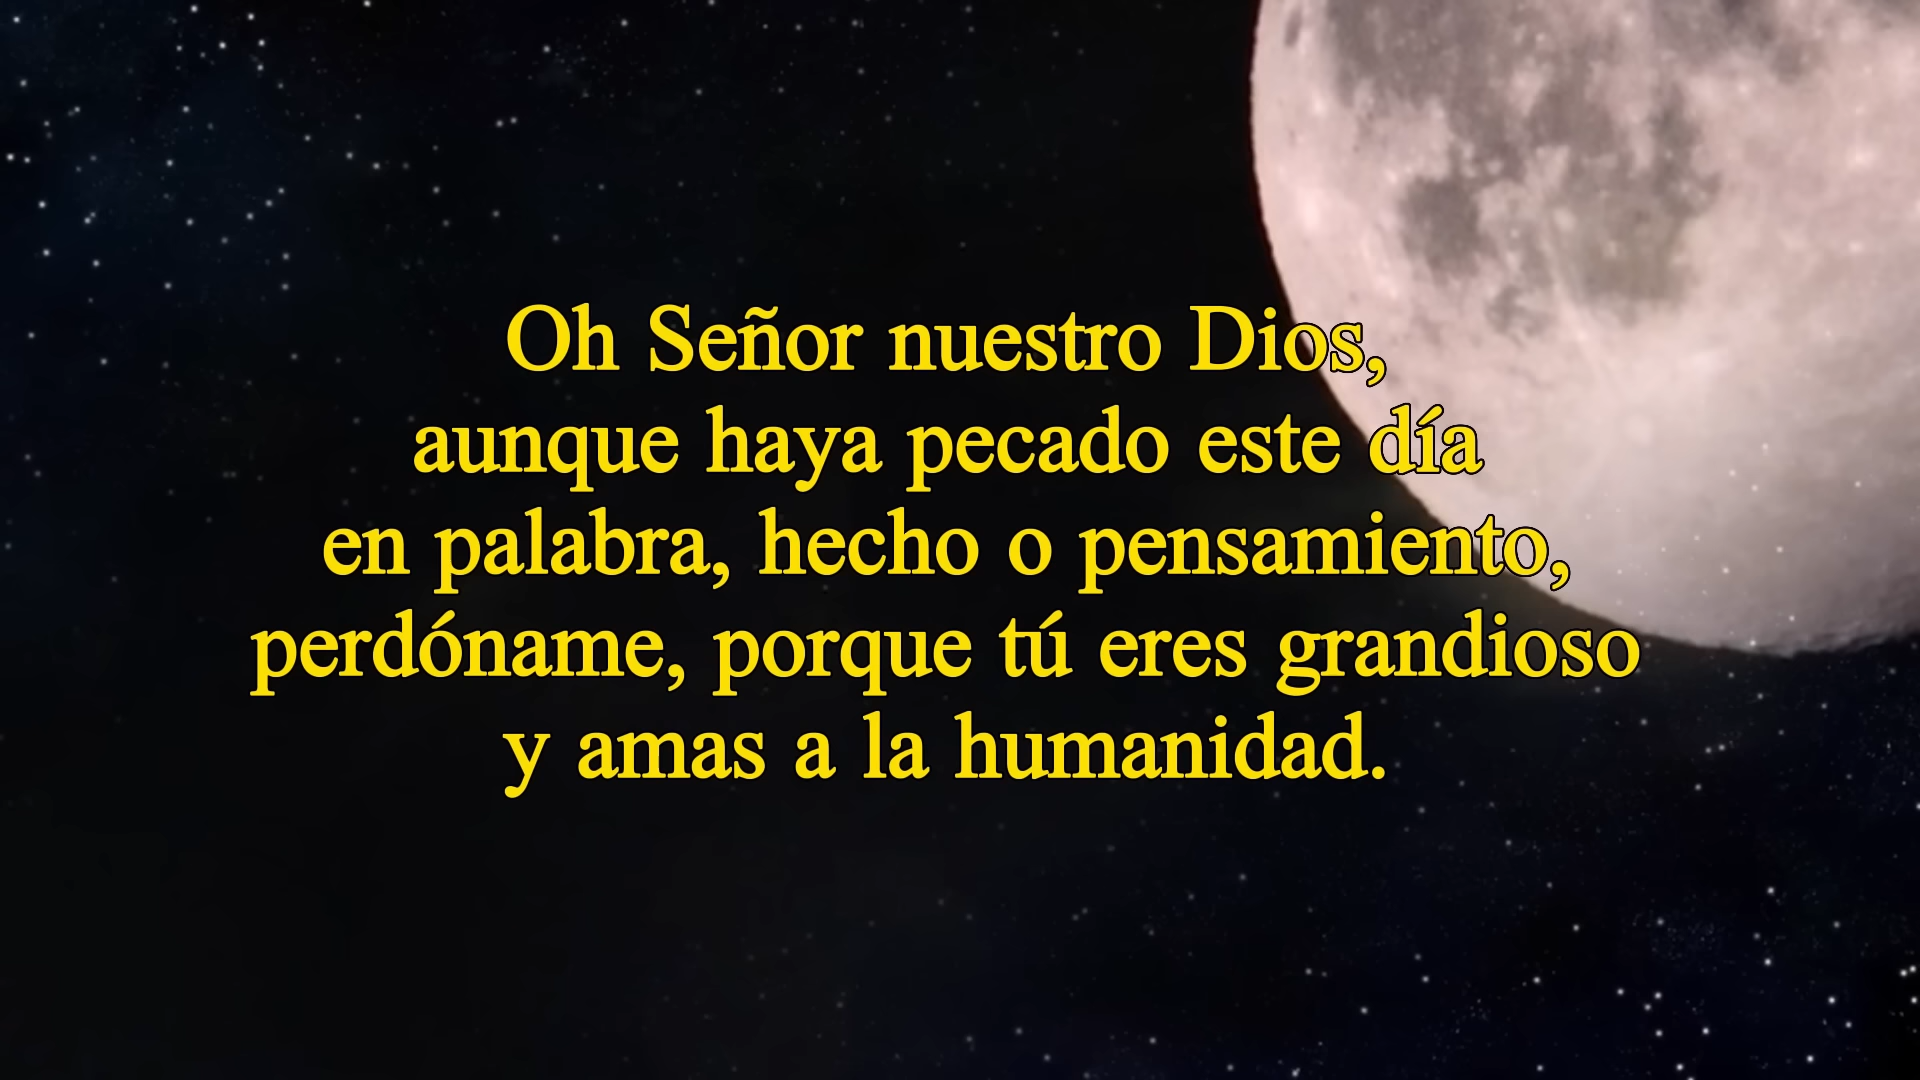 Oh Señor nuestro Dios,
aunque haya pecado este día
en palabra, hecho o pensamiento,
perdóname, porque tú eres grandioso
y amas a la humanidad.